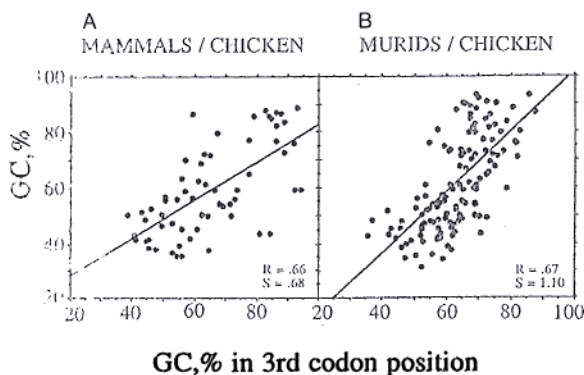 A B
MAMMALS / CHICKEN MURIDS / CHICKEN
100
80
60
40
20
GC,%
R = .66
S = .68
R = .67
S = 1.10
20 40 60 80 20 40 60 80 100
GC,% in 3rd codon position